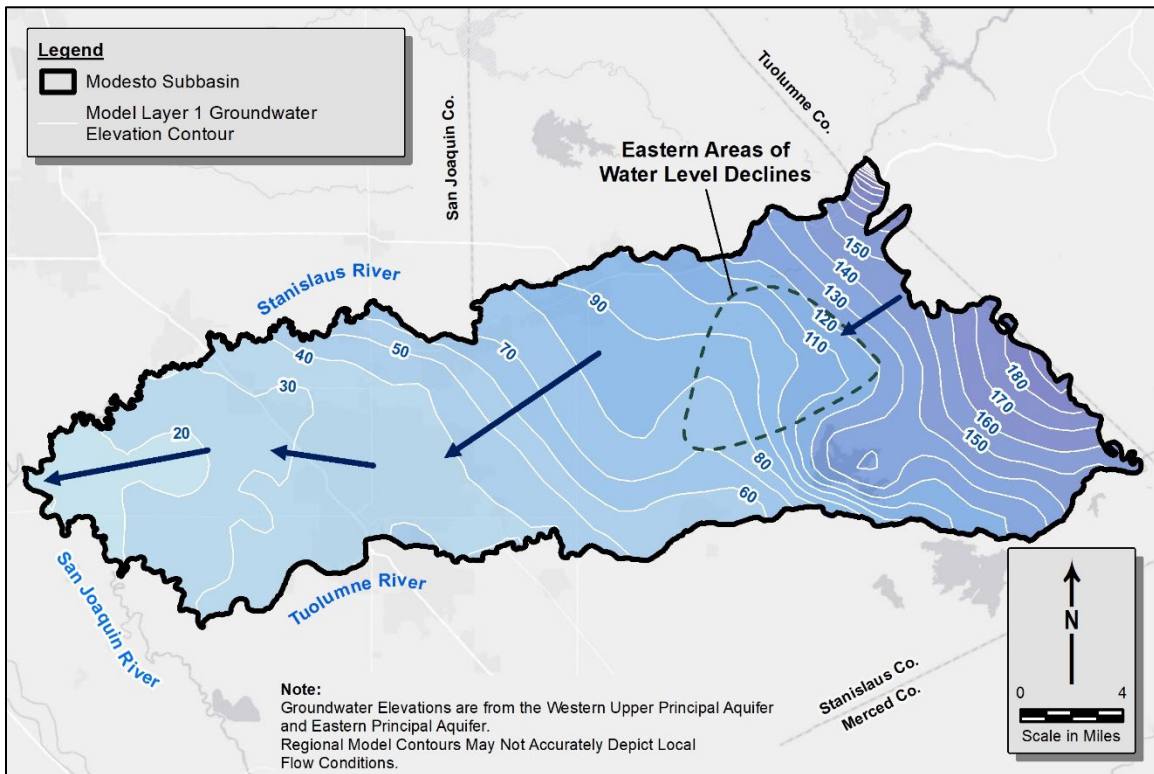 Legend
Modesto Subbasin
Model Layer 1 Groundwater
Elevation Contour
San Joaquin Co.
Tuolumne Co.
Eastern Areas of
Water Level Declines
Stanislaus River
150
140
130
120
110
90
70
50
40
30
20
180
170
160
150
80
60
San Joaquin River
Tuolumne River
Stanislaus Co.
Merced Co.
Note:
Groundwater Elevations are from the Western Upper Principal Aquifer
and Eastern Principal Aquifer.
Regional Model Contours May Not Accurately Depict Local
Flow Conditions.
N
0 4
Scale in Miles